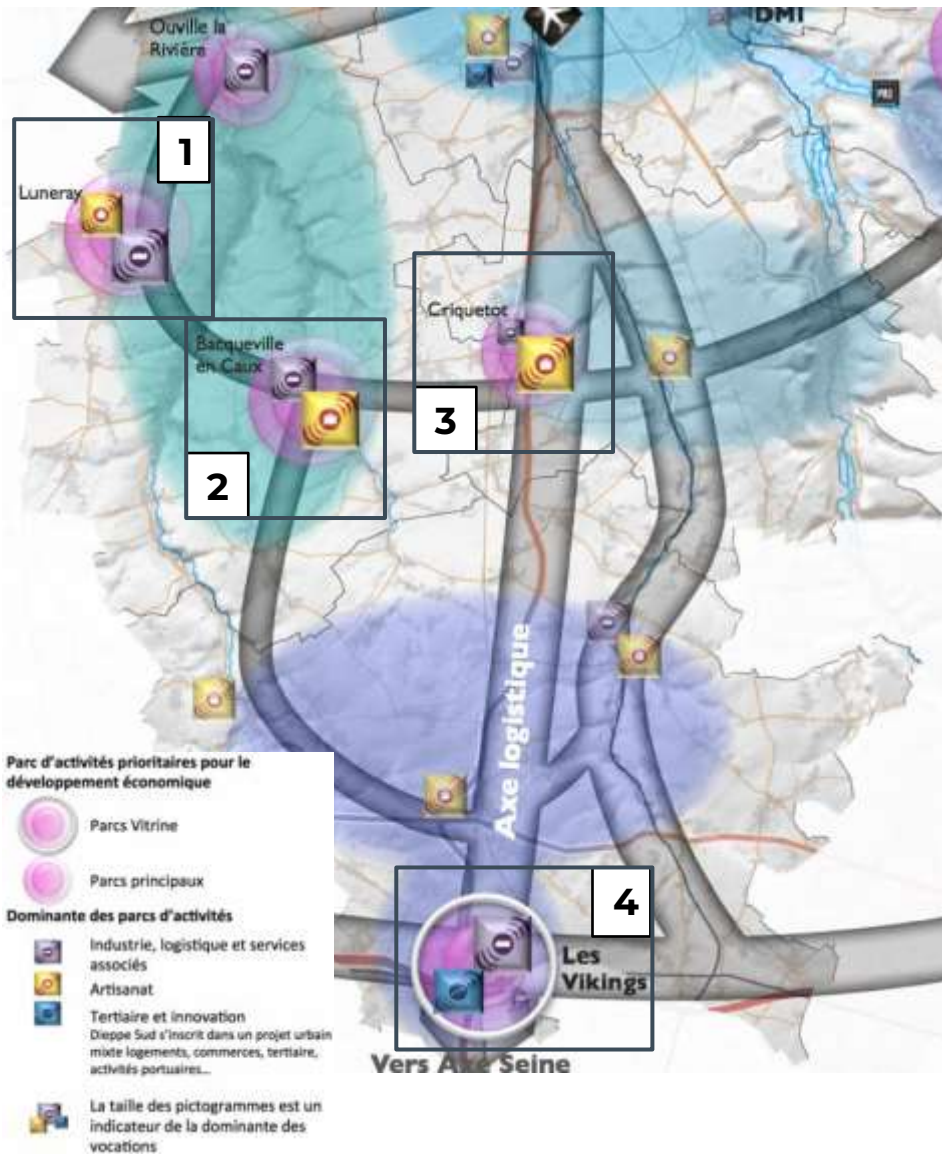 Ouville la
Rivière
DMI
1
Luneray
Criquetot
Bacqueville
en Caux
3
2
Axe logistique
Parc d'activités prioritaires pour le
développement économique
Parcs Vitrine
Parcs principaux
Dominante des parcs d'activités
Industrie, logistique et services
associés
Artisanat
Tertiaire et innovation
Dieppe Sud s'inscrit dans un projet urbain
mixte logements, commerces, tertiaire,
activités portuaires...
La taille des pictogrammes est un
indicateur de la dominante des
vocations
4
Les
Vikings
Vers Axe Seine